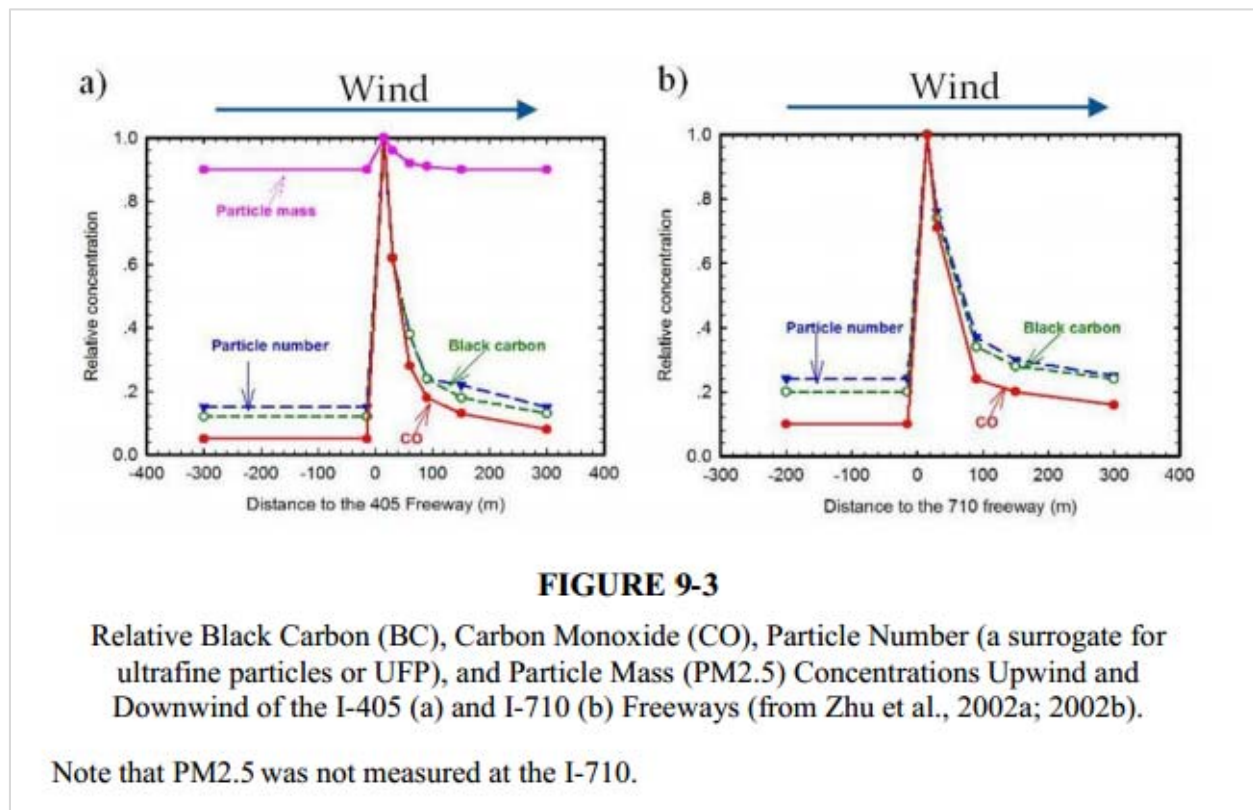 a)
Wind
1.0
.8
.6
.4
.2
0.0
Relative concentration
Particle mass
Particle number
Black carbon
CO
-400 -300 -200 -100 0 100 200 300 400
Distance to the 405 Freeway (m)
b)
Wind
1.0
.8
.6
.4
.2
0.0
Relative concentration
Particle number
Black carbon
CO
-300 -200 -100 0 100 200 300 400
Distance to the 710 freeway (m)
FIGURE 9-3
Relative Black Carbon (BC), Carbon Monoxide (CO), Particle Number (a surrogate for
ultrafine particles or UFP), and Particle Mass (PM2.5) Concentrations Upwind and
Downwind of the I-405 (a) and I-710 (b) Freeways (from Zhu et al., 2002a; 2002b).
Note that PM2.5 was not measured at the I-710.